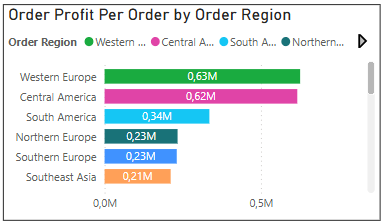 Order Profit Per Order by Order Region
Order Region Western ... Central A... South A... Northern...
Western Europe 0,63M
Central America 0,62M
South America 0,34M
Northern Europe 0,23M
Southern Europe 0,23M
Southeast Asia 0,21M
0,0M 0,5M